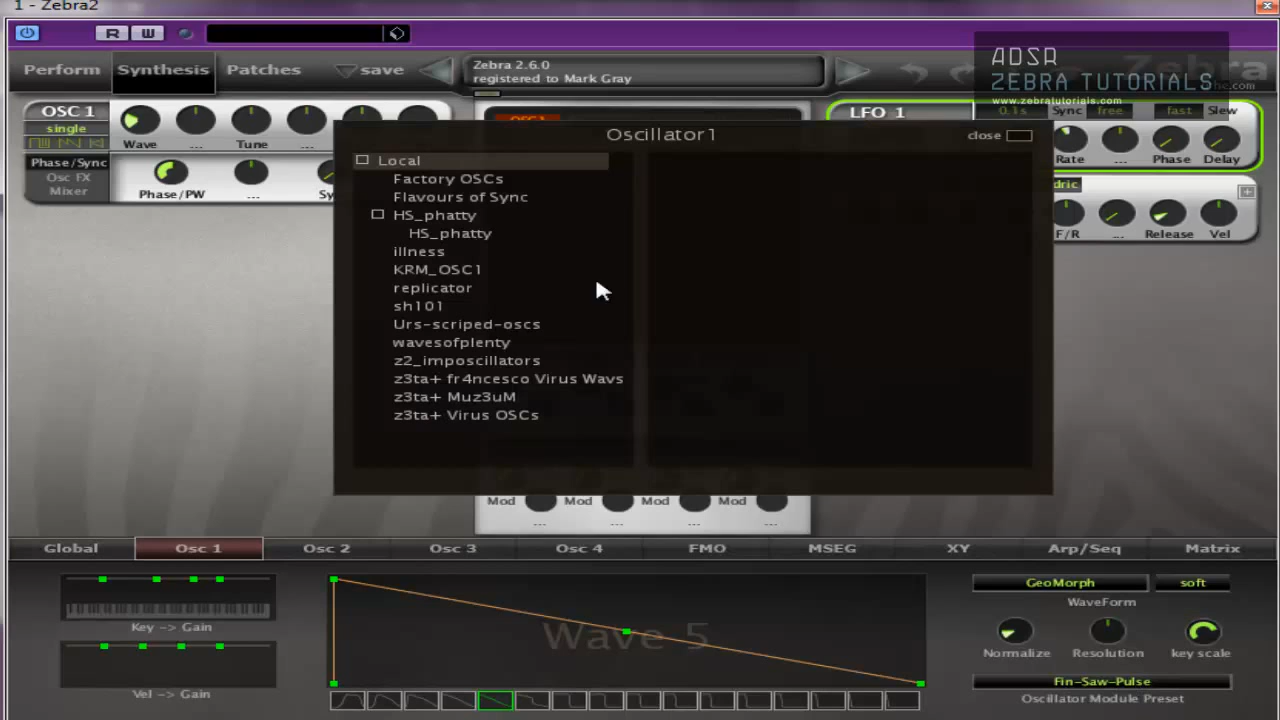 1 - Zebra2
R W
Perform Synthesis Patches save
Zebra 2.6.0
registered to Mark Gray
ADSR
ZEBRA TUTORIALS
www.zebratutorials.com
OSC 1
single
Wave ... Tune ...
Phase/Sync
Osc FX
Mixer
Phase/PW ...
LFO 1
0.1s Sync free fast Slew
Rate ... Phase Delay
F/R ... Release Vel
Oscillator1
close
Local
Factory OSCs
Flavours of Sync
HS_phatty
HS_phatty
illness
KRM_OSC1
replicator
sh101
Urs-scriped-oscs
wavesofplenty
z2_imposcillators
z3ta+ fr4ncesco Virus Wavs
z3ta+ Muz3uM
z3ta+ Virus OSCs
Mod Mod Mod Mod
... ... ... ...
Global Osc 1 Osc 2 Osc 3 Osc 4 FMO MSEG XY Arp/Seq Matrix
Key -> Gain
Vel -> Gain
Wave 5
GeoMorph soft
WaveForm
Normalize Resolution key scale
Fin-Saw-Pulse
Oscillator Module Preset